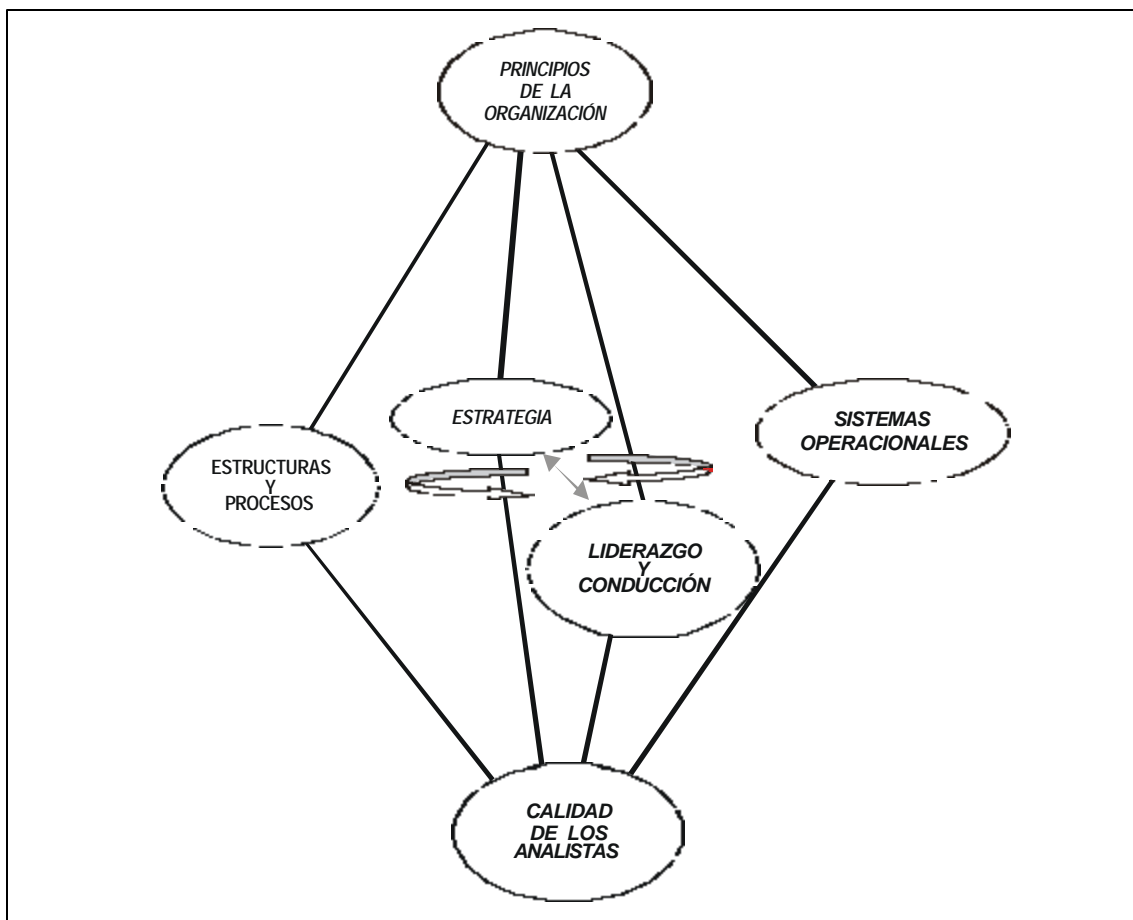 PRINCIPIOS
DE LA
ORGANIZACIÓN
ESTRATEGIA
SISTEMAS
OPERACIONALES
ESTRUCTURAS
Y
PROCESOS
LIDERAZGO
Y
CONDUCCIÓN
CALIDAD
DE LOS
ANALISTAS